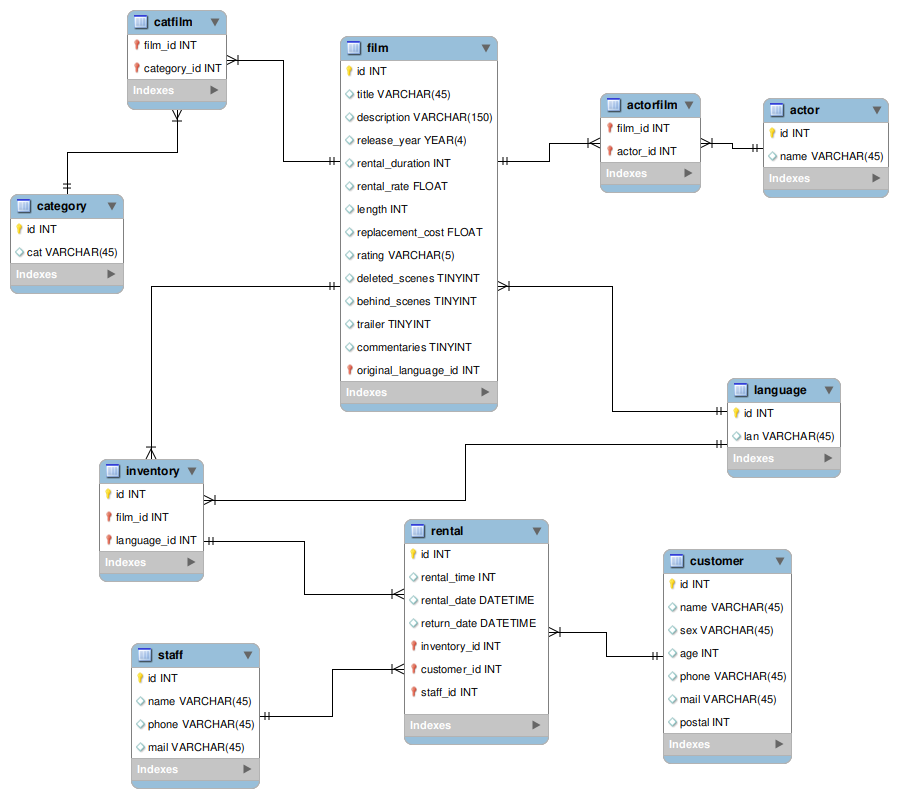 catfilm
film_id INT
category_id INT
Indexes
film
id INT
title VARCHAR(45)
description VARCHAR(150)
release_year YEAR(4)
rental_duration INT
rental_rate FLOAT
length INT
replacement_cost FLOAT
rating VARCHAR(5)
deleted_scenes TINYINT
behind_scenes TINYINT
trailer TINYINT
commentaries TINYINT
original_language_id INT
Indexes
actorfilm
film_id INT
actor_id INT
Indexes
actor
id INT
name VARCHAR(45)
Indexes
category
id INT
cat VARCHAR(45)
Indexes
language
id INT
lan VARCHAR(45)
Indexes
inventory
id INT
film_id INT
language_id INT
Indexes
rental
id INT
rental_time INT
rental_date DATETIME
return_date DATETIME
inventory_id INT
customer_id INT
staff_id INT
Indexes
customer
id INT
name VARCHAR(45)
sex VARCHAR(45)
age INT
phone VARCHAR(45)
mail VARCHAR(45)
postal INT
Indexes
staff
id INT
name VARCHAR(45)
phone VARCHAR(45)
mail VARCHAR(45)
Indexes